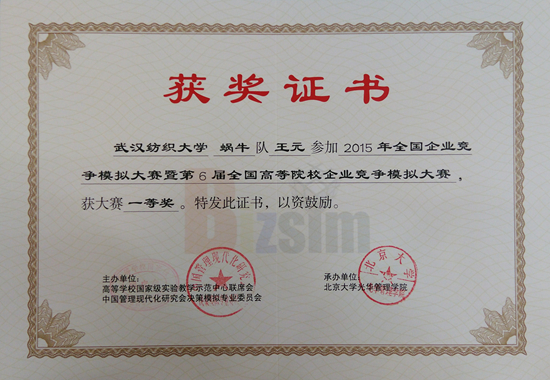 获奖证书
武汉纺织大学 蜗牛 队 王元 参加 2015 年全国企业竞
争模拟大赛暨第 6 届全国高等院校企业竞争模拟大赛，
获大赛 一等奖 。特发此证书，以资鼓励。
Bizsim
主办单位：
高等学校国家级实验教学示范中心联席会
中国管理现代化研究会决策模拟专业委员会
承办单位：
北京大学光华管理学院
北京大学